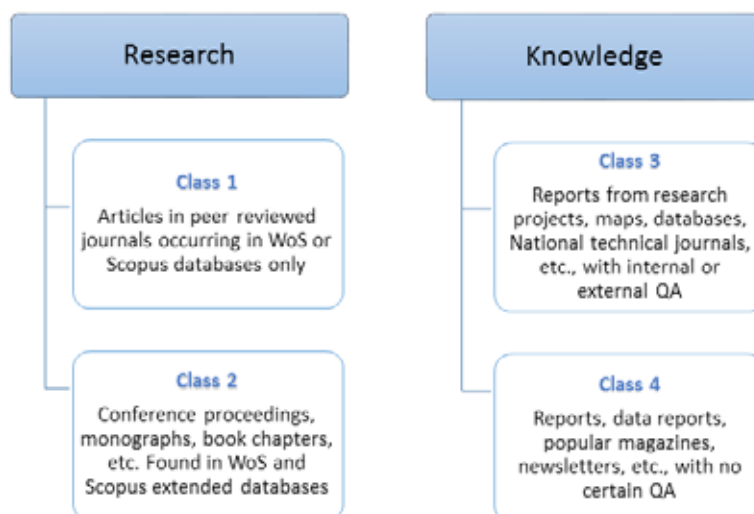 Research
Class 1
Articles in peer reviewed
journals occurring in WoS or
Scopus databases only
Class 2
Conference proceedings,
monographs, book chapters,
etc. Found in WoS and
Scopus extended databases
Knowledge
Class 3
Reports from research
projects, maps, databases,
National technical journals,
etc., with internal or
external QA
Class 4
Reports, data reports,
popular magazines,
newsletters, etc., with no
certain QA